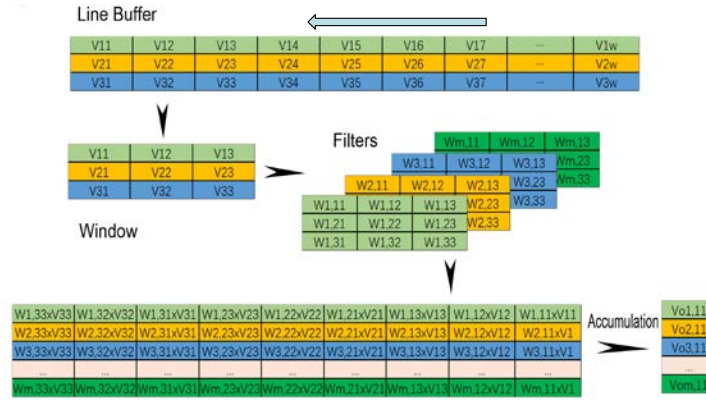 Line Buffer
V11 V12 V13 V14 V15 V16 V17 ... V1w
V21 V22 V23 V24 V25 V26 V27 ... V2w
V31 V32 V33 V34 V35 V36 V37 ... V3w
V11 V12 V13
V21 V22 V23
V31 V32 V33
Window
Filters
Wm,11 Wm,12 Wm,13
Wm,23
Wm,33
W3,11 W3,12 W3,13
W3,23
W3,33
W2,11 W2,12 W2,13
W2,23
W2,33
W1,11 W1,12 W1,13
W1,21 W1,22 W1,23
W1,31 W1,32 W1,33
W1,33xV33 W1,32xV32 W1,31xV31 W1,23xV23 W1,22xV22 W1,21xV21 W1,13xV13 W1,12xV12 W1,11xV11
W2,33xV33 W2,32xV32 W2,31xV31 W2,23xV23 W2,22xV22 W2,21xV21 W2,13xV13 W2,12xV12 W2,11xV1
W3,33xV33 W3,32xV32 W3,31xV31 W3,23xV23 W3,22xV22 W3,21xV21 W3,13xV13 W3,12xV12 W3,11xV1
... ... ... ... ... ... ... ... ...
Wm,33xV33 Wm,32xV32 Wm,31xV31 Wm,23xV23 Wm,22xV22 Wm,21xV21 Wm,13xV13 Wm,12xV12 Wm,11xV1
Accumulation
Vo1,11
Vo2,11
Vo3,11
...
Vom,11